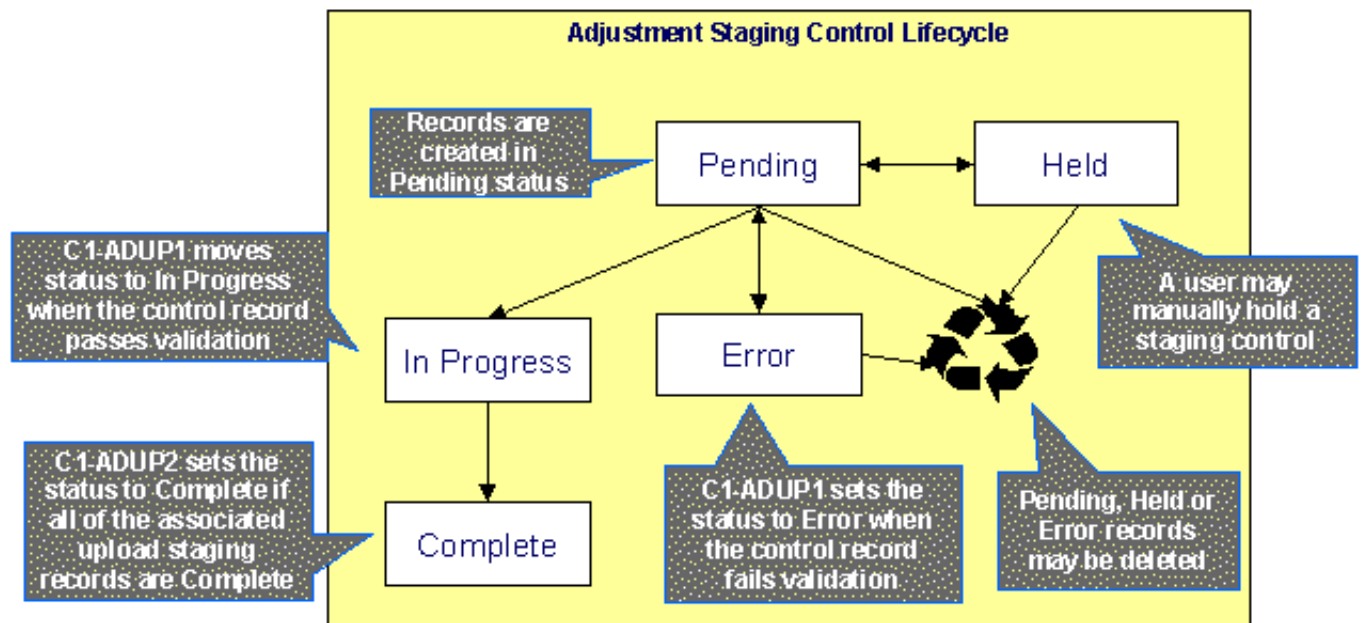 Adjustment Staging Control Lifecycle
Records are
created in
Pending status
Pending
Held
C1-ADUP1 moves
status to In Progress
when the control record
passes validation
A user may
manually hold a
staging control
In Progress
Error
C1-ADUP2 sets the
status to Complete if
all of the associated
upload staging
records are Complete
Complete
C1-ADUP1 sets the
status to Error when
the control record
fails validation
Pending, Held or
Error records
may be deleted